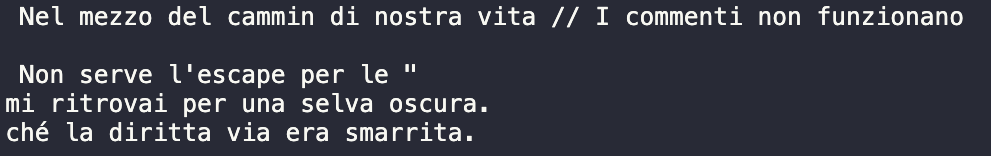 Nel mezzo del cammin di nostra vita // I commenti non funzionano
Non serve l'escape per le "
mi ritrovai per una selva oscura.
ché la diritta via era smarrita.